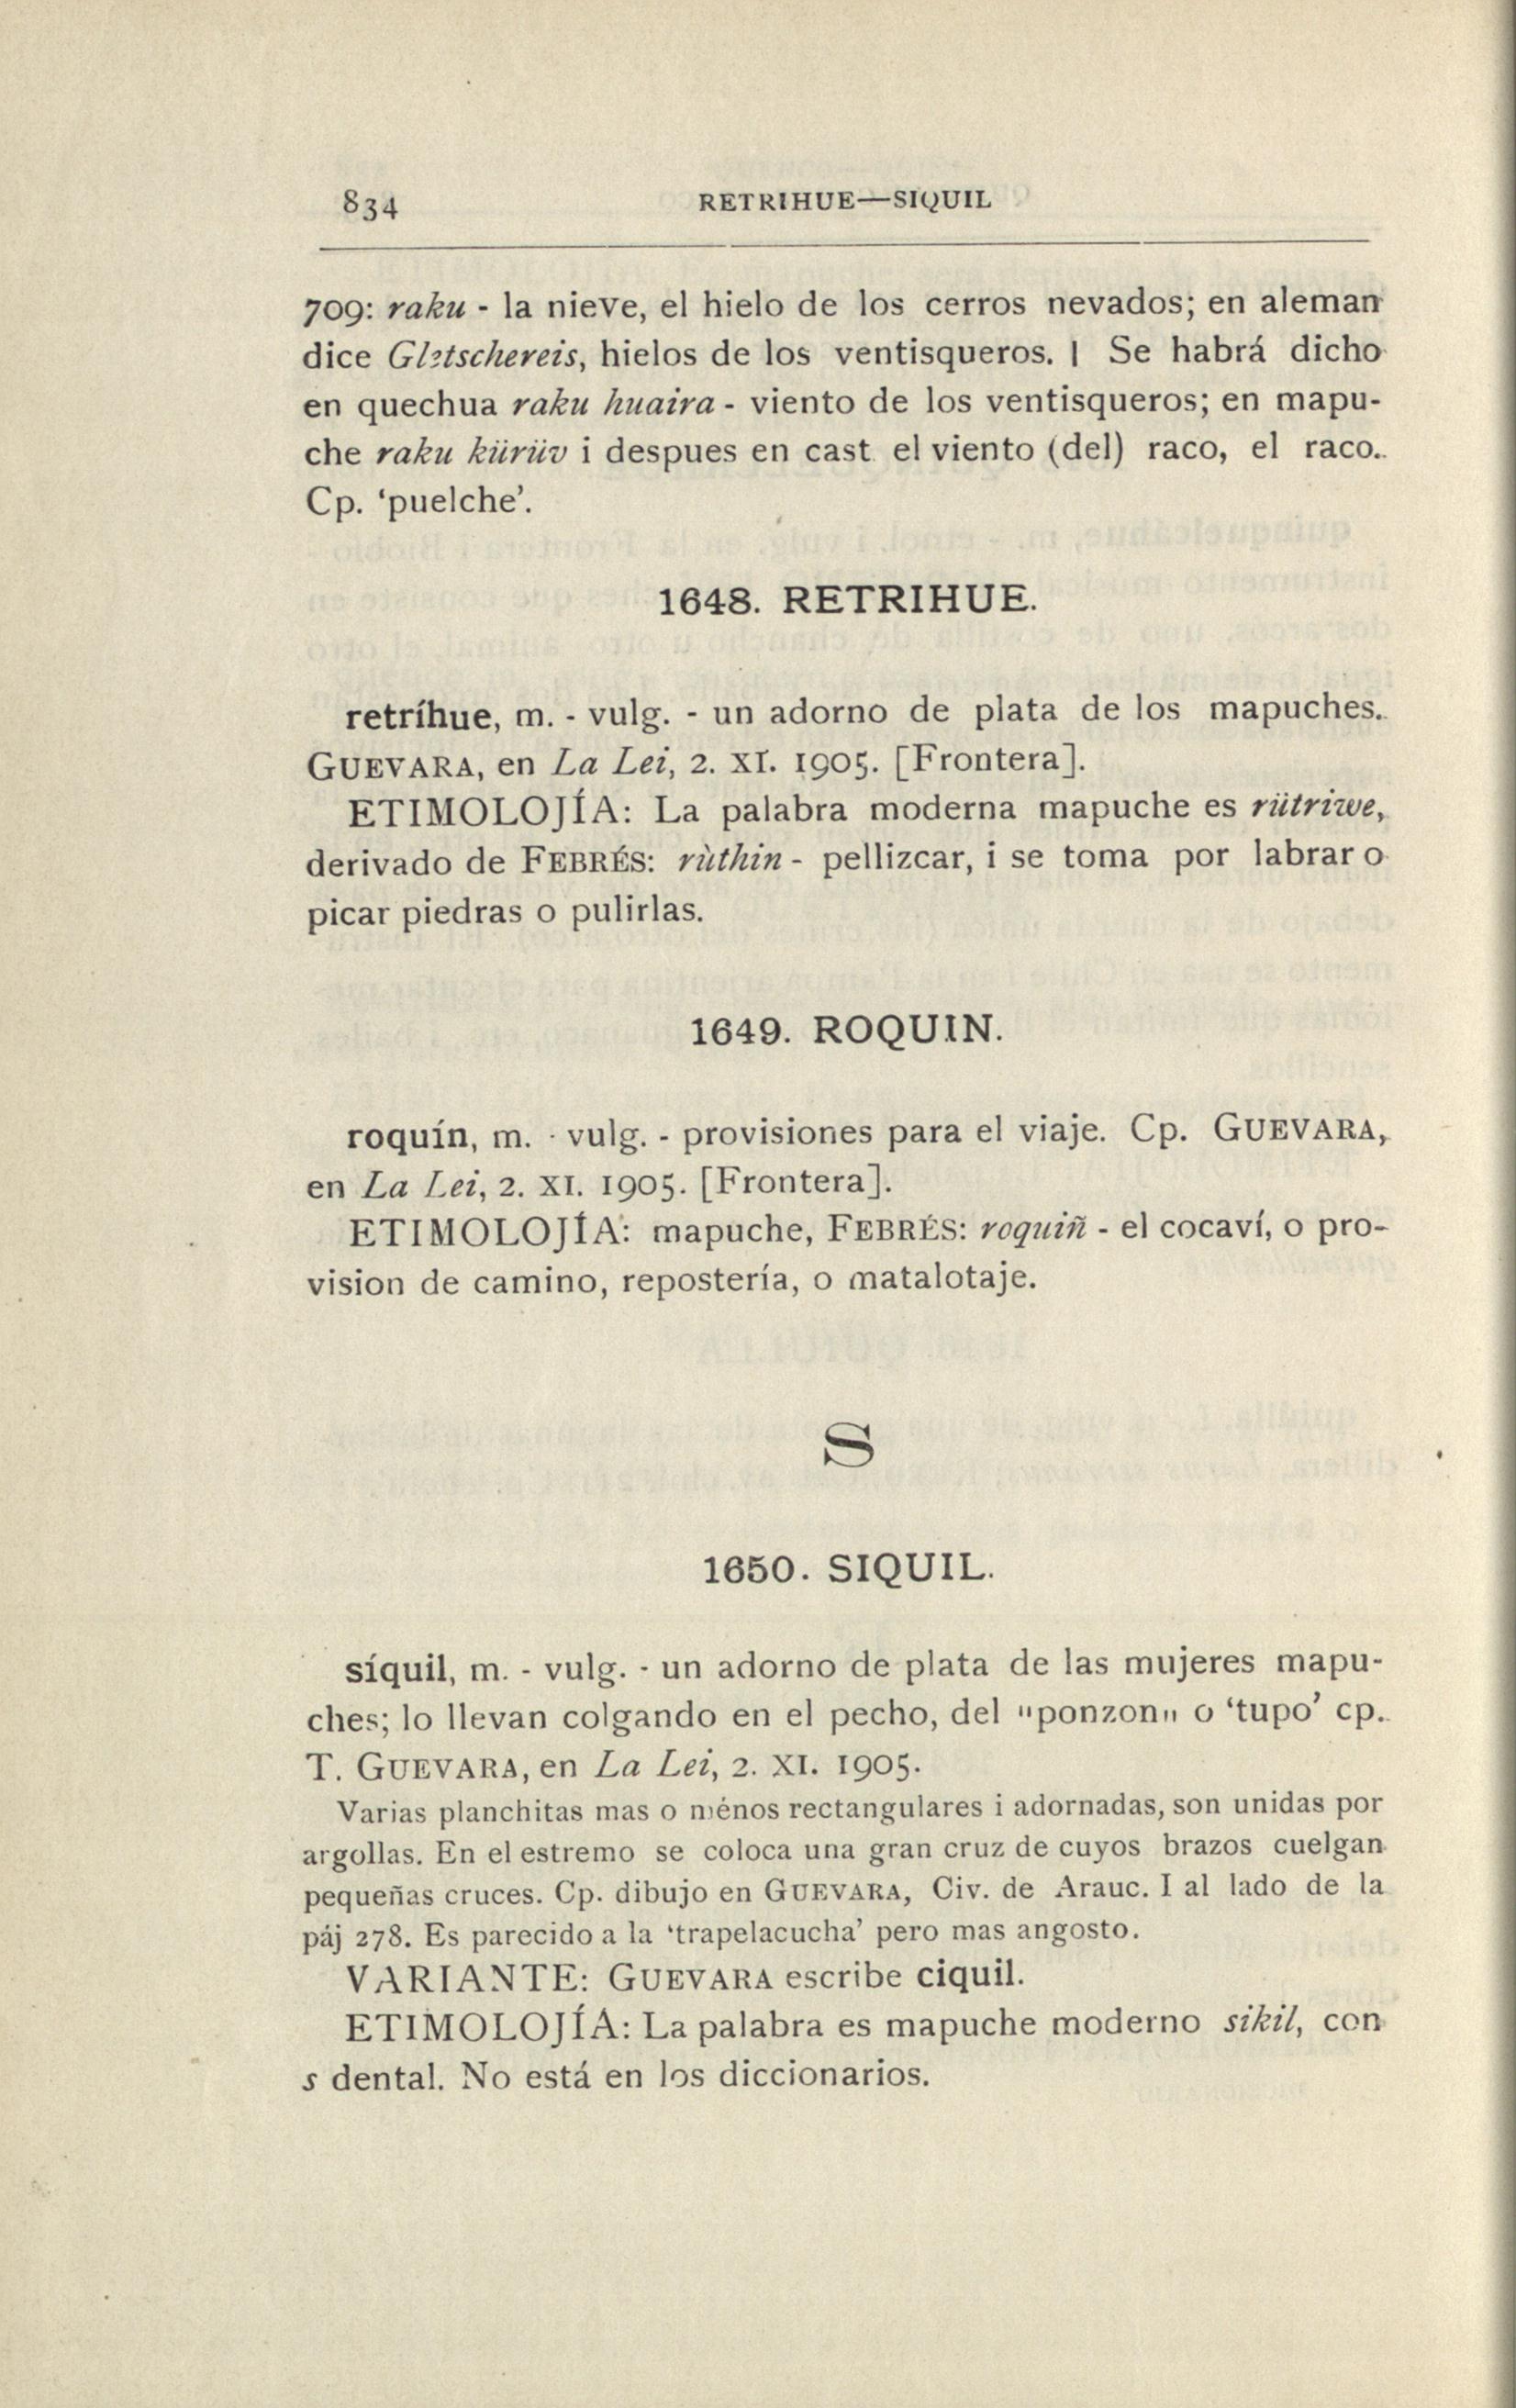 834
RETRIHUE—SIQUIL
709: raku - la nieve, el hielo de los cerros nevados; en aleman
dice Gletschereis, hielos de los ventisqueros. | Se habrá dicho
en quechua raku huaira - viento de los ventisqueros; en mapu-
che raku küriiv i despues en cast. el viento (del) raco, el raco.
Cp. 'puelche'.
1648. RETRIHUE.
retríhue, m. - vulg. - un adorno de plata de los mapuches.
GUEVARA, en La Lei, 2. XI. 1905. [Frontera].
ETIMOLOJÍA: La palabra moderna mapuche es rütriwe,
derivado de FEBRÉS: rùthin - pellizcar, i se toma por labrar o
picar piedras o pulirlas.
1649. ROQUIN.
roquín, m. - vulg. - provisiones para el viaje. Cp. GUEVARA,
en La Lei, 2. XI. 1905. [Frontera].
ETIMOLOJÍA: mapuche, FEBRÉS: roquiñ - el cocaví, o pro-
vision de camino, repostería, o matalotaje.
S
1650. SIQUIL.
síquil, m. - vulg. - un adorno de plata de las mujeres mapu-
ches; lo llevan colgando en el pecho, del "ponzon" o 'tupo' cp.
T. GUEVARA, en La Lei, 2. XI. 1905.
Varias planchitas mas o ménos rectangulares i adornadas, son unidas por
argollas. En el estremo se coloca una gran cruz de cuyos brazos cuelgan
pequeñas cruces. Cp. dibujo en GUEVARA, Civ. de Arauc. I al lado de la
páj 278. Es parecido a la 'trapelacucha' pero mas angosto.
VARIANTE: GUEVARA escribe ciquil.
ETIMOLOJÍA: La palabra es mapuche moderno sikil, con
s dental. No está en los diccionarios.